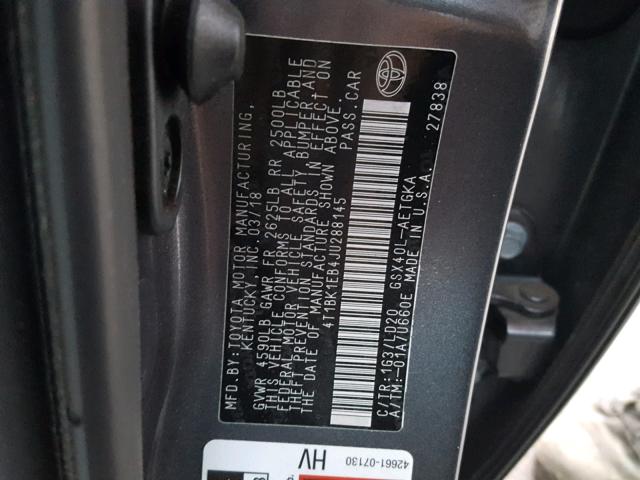 MFD.BY:TOYOTA MOTOR MANUFACTURING,
KENTUCKY,INC. 03/18
GVWR 4590LB GAWR FR 2625LB RR 2500LB
THIS VEHICLE CONFORMS TO ALL APPLICABLE
FEDERAL MOTOR VEHICLE SAFETY, BUMPER, AND
THEFT PREVENTION STANDARDS IN EFFECT ON
THE DATE OF MANUFACTURE SHOWN ABOVE.
4T1BK1EB4JU288145 PASS.CAR
C/TR:1G3/LD20 GSX40L-AETGKA
A/TM:-01A/U660E MADE IN U.S.A. 27838
42661-07130
HV